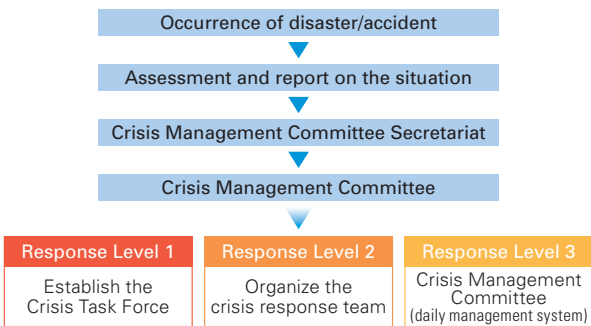 Occurrence of disaster/accident
Assessment and report on the situation
Crisis Management Committee Secretariat
Crisis Management Committee
Response Level 1
Establish the
Crisis Task Force
Response Level 2
Organize the
crisis response team
Response Level 3
Crisis Management
Committee
(daily management system)